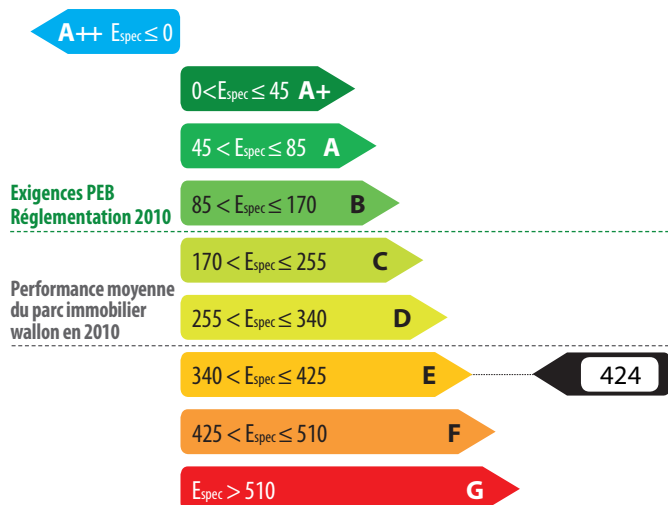 A++ Espec ≤ 0
0<Espec ≤ 45 A+
45 < Espec ≤ 85 A
Exigences PEB
Réglementation 2010
85 < Espec ≤ 170 B
170 < Espec ≤ 255 C
Performance moyenne
du parc immobilier
wallon en 2010
255 < Espec ≤ 340 D
340 < Espec ≤ 425 E
424
425 < Espec ≤ 510 F
Espec > 510 G